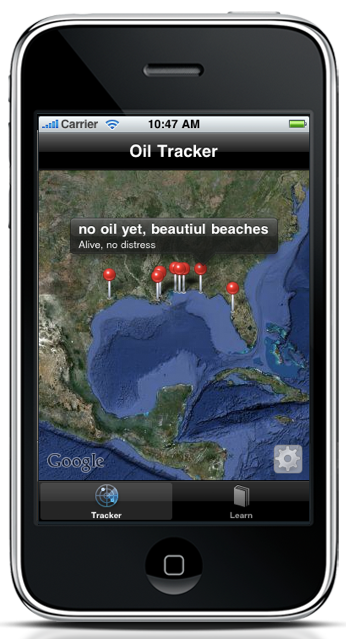 Carrier 10:47 AM
Oil Tracker
no oil yet, beautiul beaches
Alive, no distress
Google
Tracker Learn